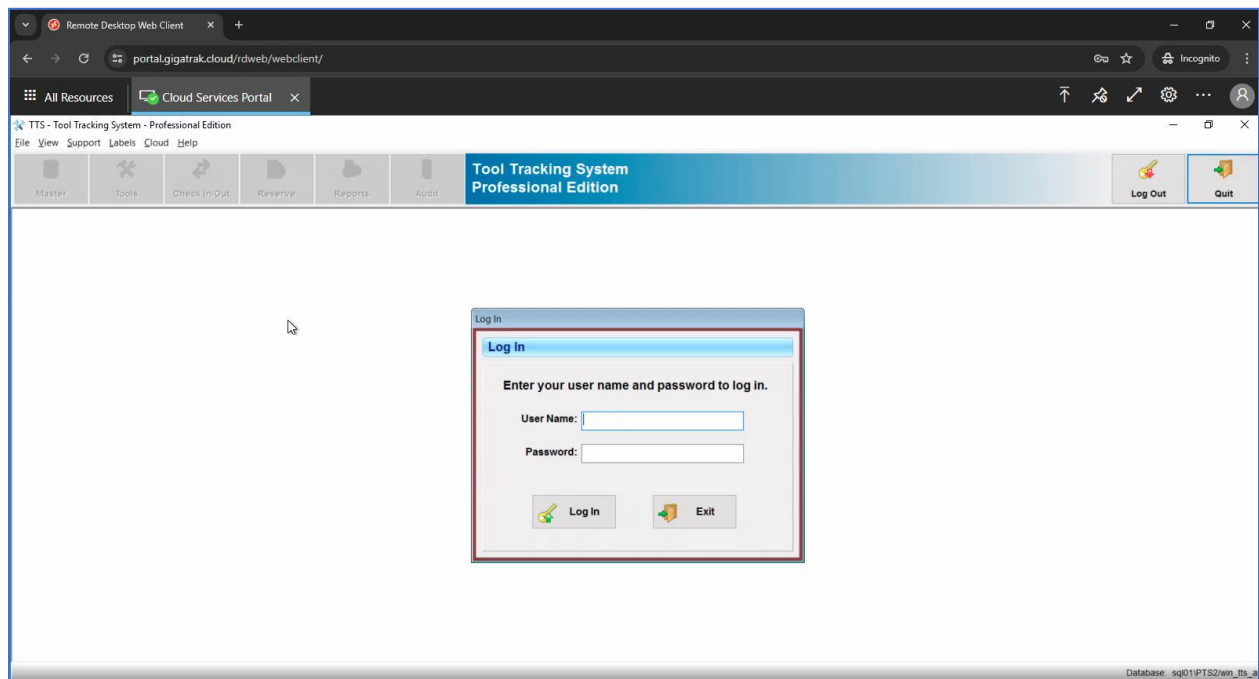 Remote Desktop Web Client
portal.gigatrak.cloud/rdweb/webclient/
Incognito
All Resources
Cloud Services Portal
TTS - Tool Tracking System - Professional Edition
File View Support Labels Cloud Help
Master
Tools
Check In/Out
Reserve
Reports
Audit
Tool Tracking System
Professional Edition
Log Out
Quit
Log In
Log In
Enter your user name and password to log in.
User Name:
Password:
Log In
Exit
Database: sql01\PTS2/win_tts_a